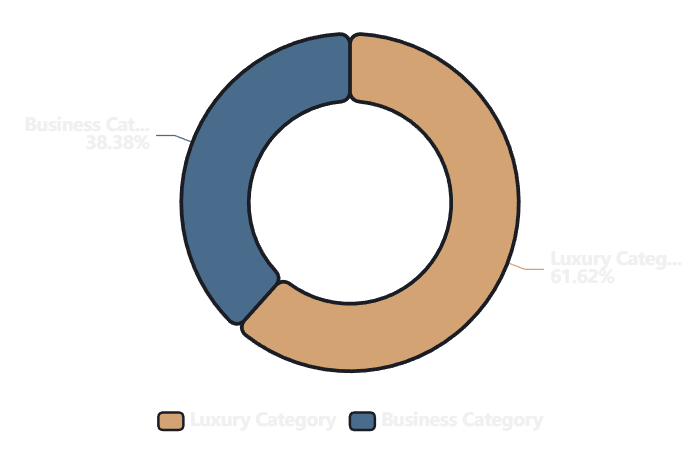 Business Cat...
38.38%
Luxury Categ...
61.62%
Luxury Category
Business Category